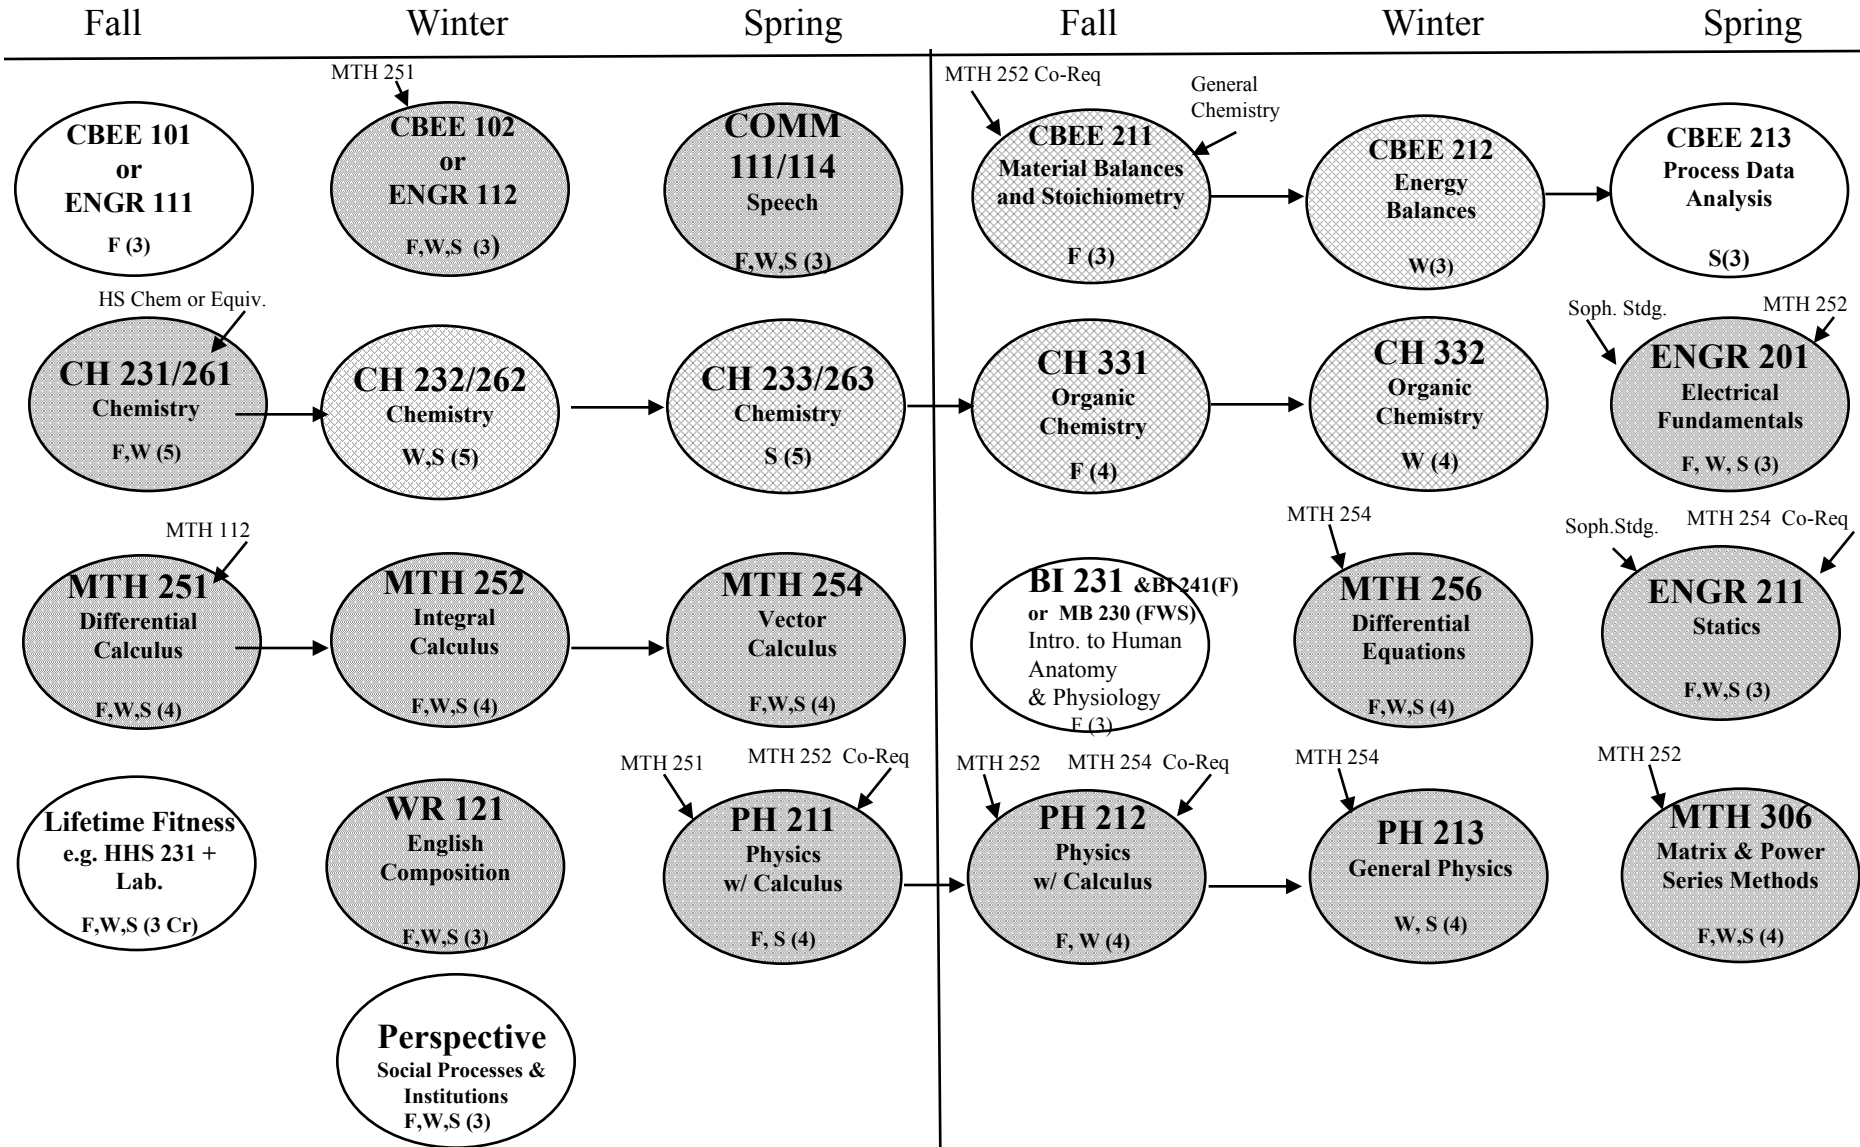 Fall
Winter
Spring
Fall
Winter
Spring
MTH 251
MTH 252 Co-Req
General
Chemistry
CBEE 101
or
ENGR 111
F (3)
CBEE 102
or
ENGR 112
F,W,S (3)
COMM
111/114
Speech
F,W,S (3)
CBEE 211
Material Balances
and Stoichiometry
F (3)
CBEE 212
Energy
Balances
W(3)
CBEE 213
Process Data
Analysis
S(3)
HS Chem or Equiv.
CH 231/261
Chemistry
F,W (5)
CH 232/262
Chemistry
W,S (5)
CH 233/263
Chemistry
S (5)
CH 331
Organic
Chemistry
F (4)
CH 332
Organic
Chemistry
W (4)
Soph. Stdg.
MTH 252
ENGR 201
Electrical
Fundamentals
F, W, S (3)
MTH 112
MTH 251
Differential
Calculus
F,W,S (4)
MTH 252
Integral
Calculus
F,W,S (4)
MTH 254
Vector
Calculus
F,W,S (4)
BI 231 &BI 241(F)
or MB 230 (FWS)
Intro. to Human
Anatomy
& Physiology
F (3)
MTH 254
MTH 256
Differential
Equations
F,W,S (4)
Soph.Stdg.
MTH 254 Co-Req
ENGR 211
Statics
F,W,S (3)
Lifetime Fitness
e.g. HHS 231 +
Lab.
F,W,S (3 Cr)
WR 121
English
Composition
F,W,S (3)
MTH 251
MTH 252 Co-Req
PH 211
Physics
w/ Calculus
F, S (4)
MTH 252
MTH 254 Co-Req
PH 212
Physics
w/ Calculus
F, W (4)
MTH 254
PH 213
General Physics
W, S (4)
MTH 252
MTH 306
Matrix & Power
Series Methods
F,W,S (4)
Perspective
Social Processes &
Institutions
F,W,S (3)